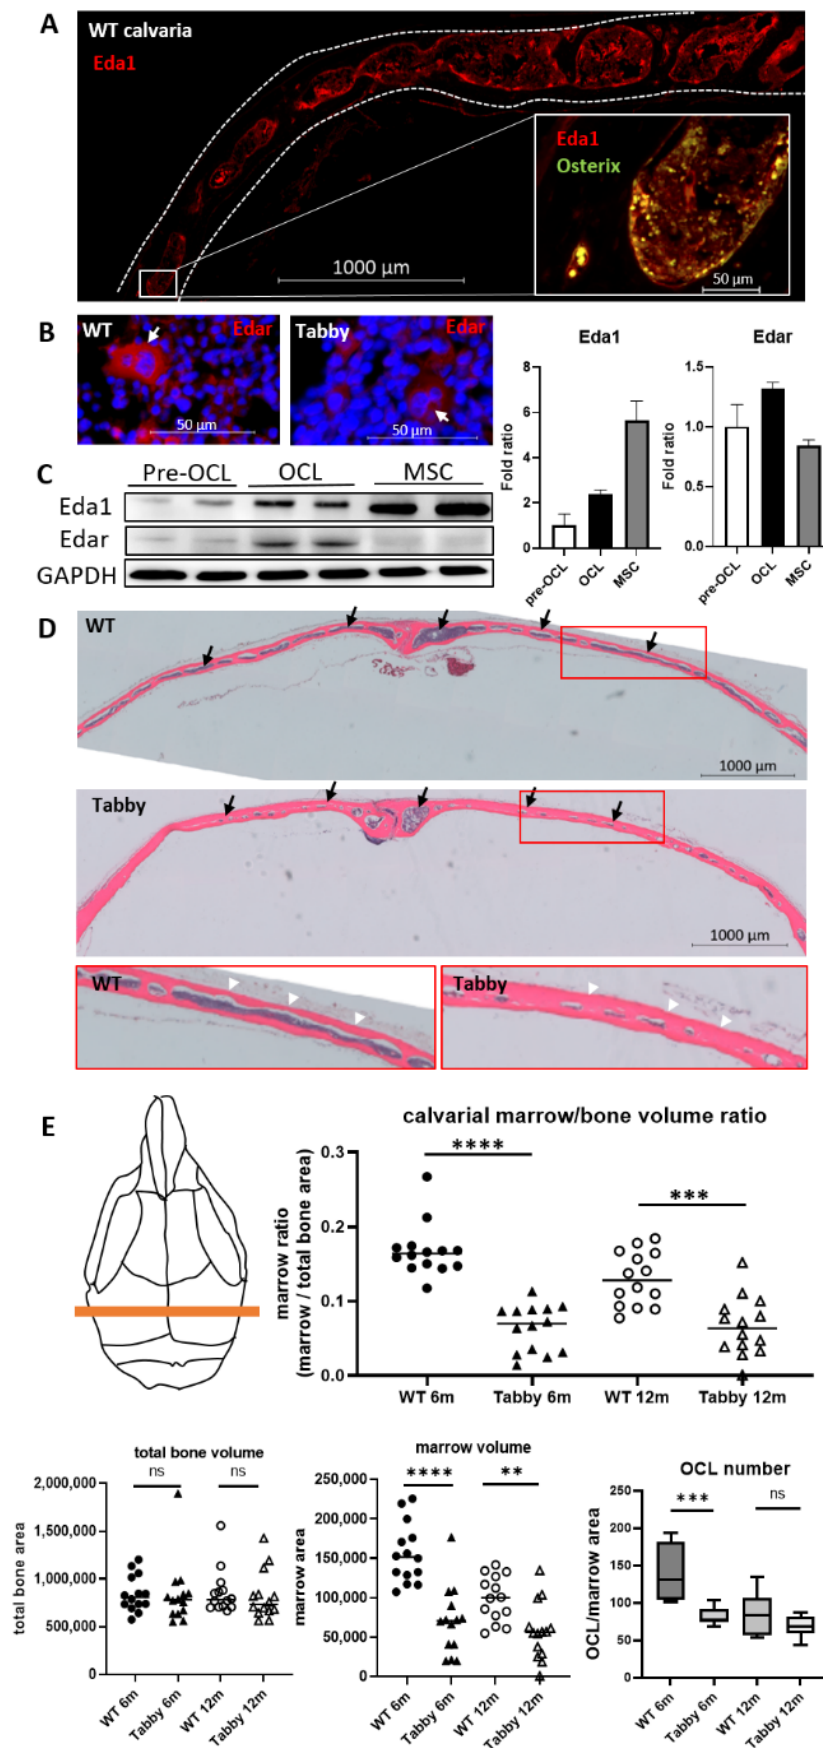 A
WT calvaria
Eda1
Eda1
Osterix
1000 µm
50 µm
B
WT
Edar
50 µm
Tabby
Edar
50 µm
C
Pre-OCL OCL MSC
Eda1
Edar
GAPDH
Eda1
Fold ratio
8
6
4
2
0
pre-OCL
OCL
MSC
Edar
Fold ratio
1.5
1.0
0.5
0.0
pre-OCL
OCL
MSC
D
WT
1000 µm
Tabby
1000 µm
WT
Tabby
E
calvarial marrow/bone volume ratio
marrow ratio
(marrow / total bone area)
0.3
0.2
0.1
0.0
****
***
WT 6m
Tabby 6m
WT 12m
Tabby 12m
total bone volume
total bone area
2,000,000
1,500,000
1,000,000
500,000
0
ns
ns
WT 6m
Tabby 6m
WT 12m
Tabby 12m
marrow volume
marrow area
250,000
200,000
150,000
100,000
50,000
0
****
**
WT 6m
Tabby 6m
WT 12m
Tabby 12m
OCL number
OCL/marrow area
250
200
150
100
50
0
***
ns
WT 6m
Tabby 6m
WT 12m
Tabby 12m